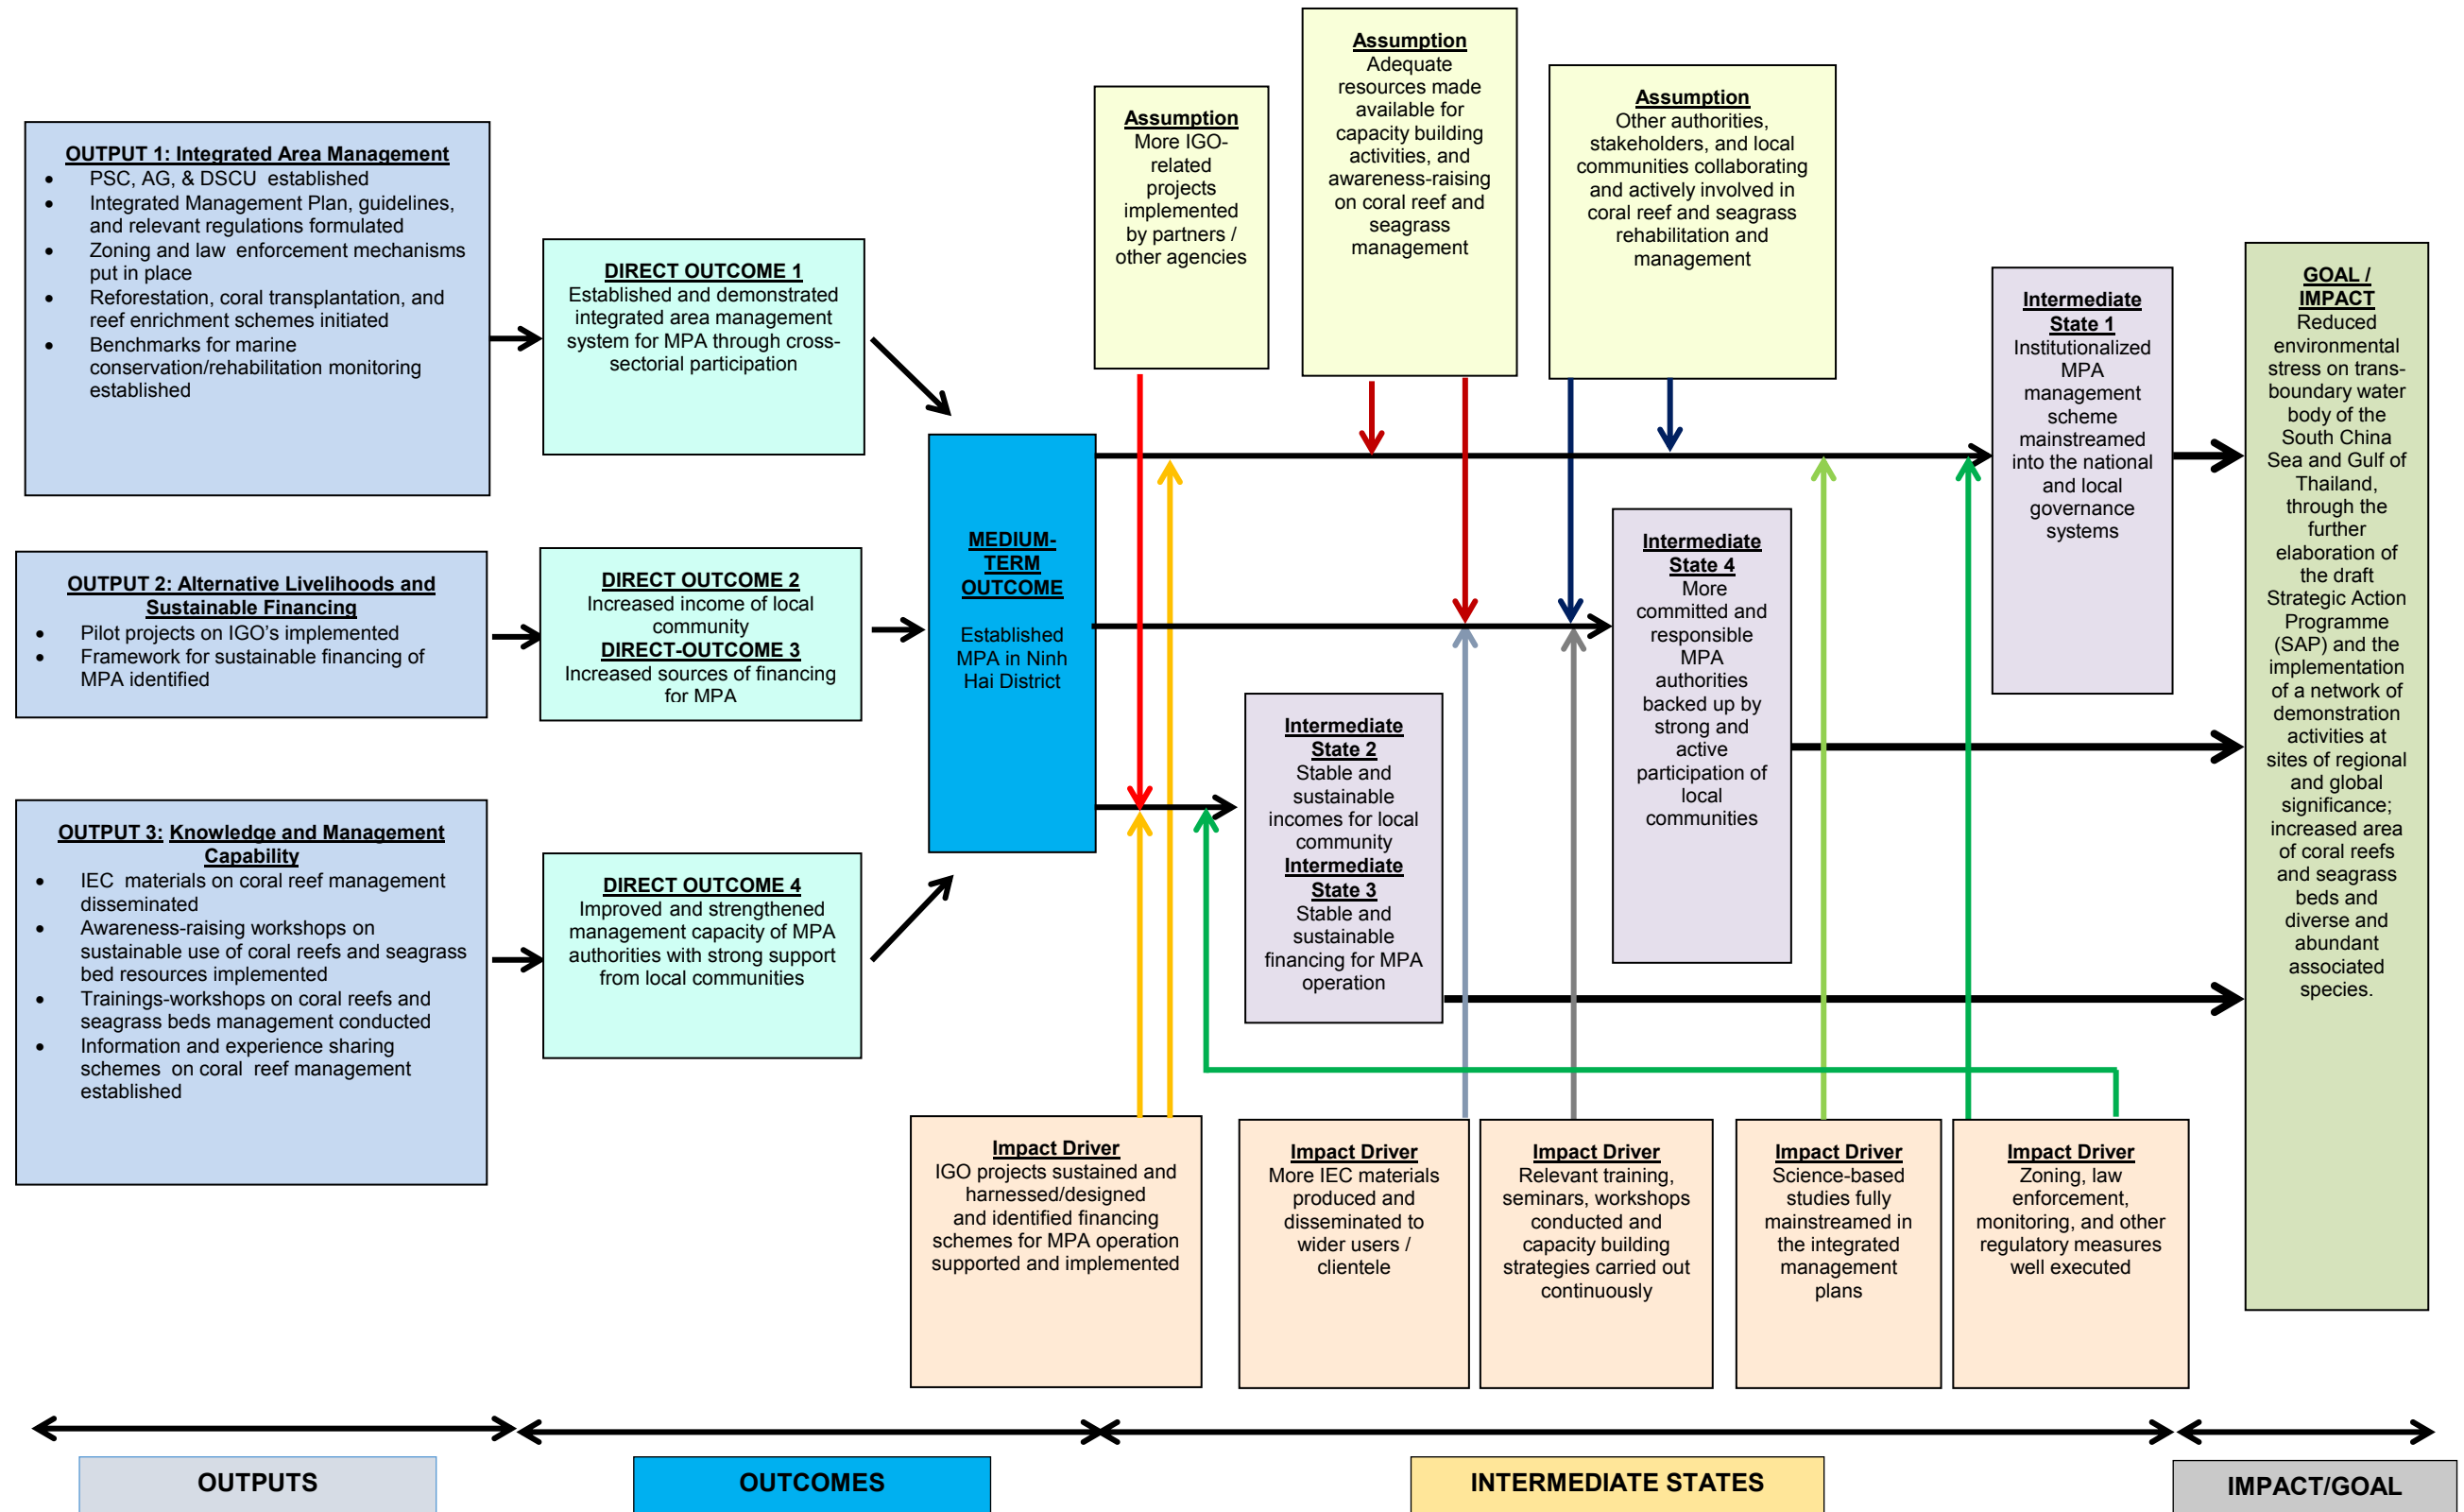 OUTPUT 1: Integrated Area Management
• PSC, AG, & DSCU established
• Integrated Management Plan, guidelines,
and relevant regulations formulated
• Zoning and law enforcement mechanisms
put in place
• Reforestation, coral transplantation, and
reef enrichment schemes initiated
• Benchmarks for marine
conservation/rehabilitation monitoring
established
OUTPUT 2: Alternative Livelihoods and
Sustainable Financing
• Pilot projects on IGO's implemented
• Framework for sustainable financing of
MPA identified
OUTPUT 3: Knowledge and Management
Capability
• IEC materials on coral reef management
disseminated
• Awareness-raising workshops on
sustainable use of coral reefs and seagrass
bed resources implemented
• Trainings-workshops on coral reefs and
seagrass beds management conducted
• Information and experience sharing
schemes on coral reef management
established
DIRECT OUTCOME 1
Established and demonstrated
integrated area management
system for MPA through cross-
sectorial participation
DIRECT OUTCOME 2
Increased income of local
community
DIRECT-OUTCOME 3
Increased sources of financing
for MPA
DIRECT OUTCOME 4
Improved and strengthened
management capacity of MPA
authorities with strong support
from local communities
MEDIUM-
TERM
OUTCOME
Established
MPA in Ninh
Hai District
Assumption
More IGO-
related
projects
implemented
by partners /
other agencies
Assumption
Adequate
resources made
available for
capacity building
activities, and
awareness-raising
on coral reef and
seagrass
management
Assumption
Other authorities,
stakeholders, and local
communities collaborating
and actively involved in
coral reef and seagrass
rehabilitation and
management
Intermediate
State 1
Institutionalized
MPA
management
scheme
mainstreamed
into the national
and local
governance
systems
Intermediate
State 4
More
committed and
responsible
MPA
authorities
backed up by
strong and
active
participation of
local
communities
Intermediate
State 2
Stable and
sustainable
incomes for local
community
Intermediate
State 3
Stable and
sustainable
financing for MPA
operation
GOAL /
IMPACT
Reduced
environmental
stress on trans-
boundary water
body of the
South China
Sea and Gulf of
Thailand,
through the
further
elaboration of
the draft
Strategic Action
Programme
(SAP) and the
implementation
of a network of
demonstration
activities at
sites of regional
and global
significance;
increased area
of coral reefs
and seagrass
beds and
diverse and
abundant
associated
species.
Impact Driver
IGO projects sustained and
harnessed/designed
and identified financing
schemes for MPA operation
supported and implemented
Impact Driver
More IEC materials
produced and
disseminated to
wider users /
clientele
Impact Driver
Relevant training,
seminars, workshops
conducted and
capacity building
strategies carried out
continuously
Impact Driver
Science-based
studies fully
mainstreamed in
the integrated
management
plans
Impact Driver
Zoning, law
enforcement,
monitoring, and other
regulatory measures
well executed
OUTPUTS
OUTCOMES
INTERMEDIATE STATES
IMPACT/GOAL